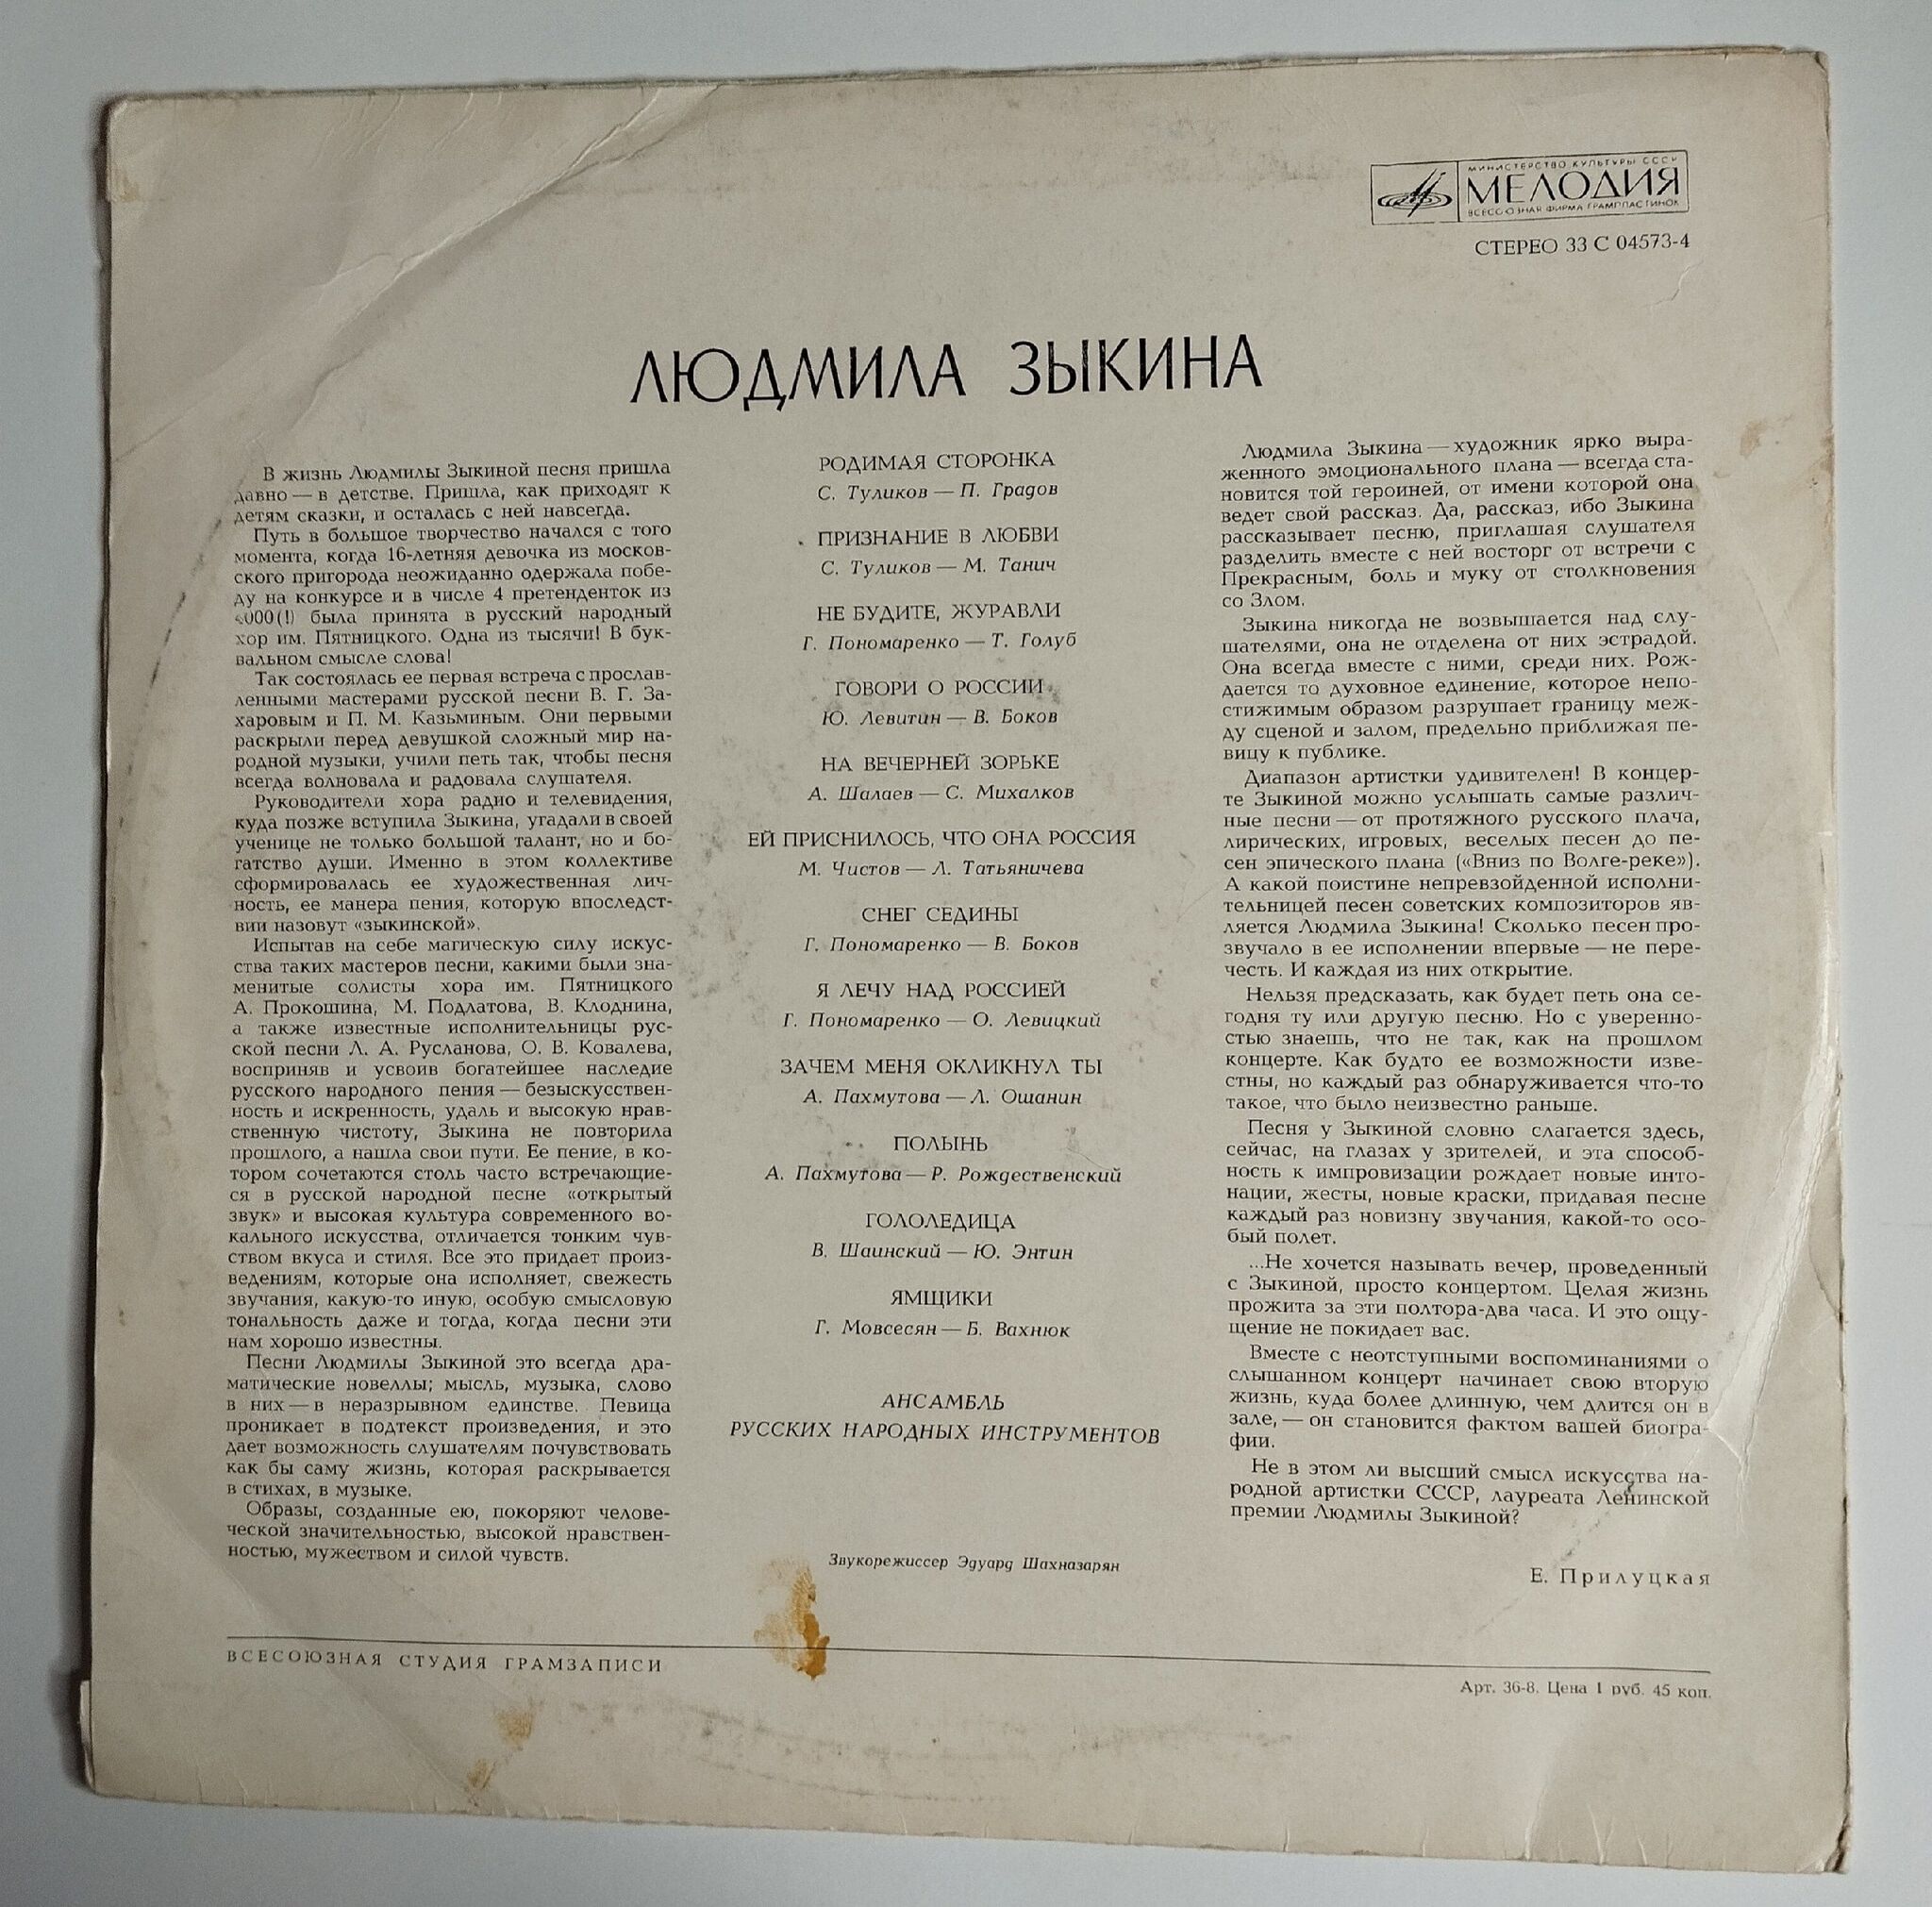 МИНИСТЕРСТВО КУЛЬТУРЫ СССР
МЕЛОДИЯ
ВСЕСОЮЗНАЯ ФИРМА ГРАМПЛАСТИНОК
СТЕРЕО 33 С 04573-4
ЛЮДМИЛА ЗЫКИНА
В жизнь Людмилы Зыкиной песня пришла
давно — в детстве. Пришла, как приходят к
детям сказки, и осталась с ней навсегда.
Путь в большое творчество начался с того
момента, когда 16-летняя девочка из москов-
ского пригорода неожиданно одержала побе-
ду на конкурсе и в числе 4 претенденток из
(!) была принята в русский народный
хор им. Пятницкого. Одна из тысячи! В бук-
вальном смысле слова!
Так состоялась ее первая встреча с прослав-
ленными мастерами русской песни В. Г. За-
харовым и П. М. Казьминым. Они первыми
раскрыли перед девушкой сложный мир на-
родной музыки, учили петь так, чтобы песня
всегда волновала и радовала слушателя.
Руководители хора радио и телевидения,
куда позже вступила Зыкина, угадали в своей
ученице не только большой талант, но и бо-
гатство души. Именно в этом коллективе
сформировалась ее художественная лич-
ность, ее манера пения, которую впоследст-
вии назовут «зыкинской».
Испытав на себе магическую силу искус-
ства таких мастеров песни, какими были зна-
менитые солисты хора им. Пятницкого
А. Прокошина, М. Подлатова, В. Клоднина,
а также известные исполнительницы рус-
ской песни Л. А. Русланова, О. В. Ковалева,
восприняв и усвоив богатейшее наследие
русского народного пения — безыскусствен-
ность и искренность, удаль и высокую нрав-
ственную чистоту, Зыкина не повторила
прошлого, а нашла свои пути. Ее пение, в ко-
тором сочетаются столь часто встречающие-
ся в русской народной песне «открытый
звук» и высокая культура современного во-
кального искусства, отличается тонким чув-
ством вкуса и стиля. Все это придает произ-
ведениям, которые она исполняет, свежесть
звучания, какую-то иную, особую смысловую
тональность даже и тогда, когда песни эти
нам хорошо известны.
Песни Людмилы Зыкиной это всегда дра-
матические новеллы; мысль, музыка, слово
в них — в неразрывном единстве. Певица
проникает в подтекст произведения, и это
дает возможность слушателям почувствовать
как бы саму жизнь, которая раскрывается
в стихах, в музыке.
Образы, созданные ею, покоряют челове-
ческой значительностью, высокой нравствен-
ностью, мужеством и силой чувств.
РОДИМАЯ СТОРОНКА
С. Туликов — П. Градов
ПРИЗНАНИЕ В ЛЮБВИ
С. Туликов — М. Танич
НЕ БУДИТЕ, ЖУРАВЛИ
Г. Пономаренко — Т. Голуб
ГОВОРИ О РОССИИ
Ю. Левитин — В. Боков
НА ВЕЧЕРНЕЙ ЗОРЬКЕ
А. Шалаев — С. Михалков
ЕЙ ПРИСНИЛОСЬ, ЧТО ОНА РОССИЯ
М. Чистов — Л. Татьяничева
СНЕГ СЕДИНЫ
Г. Пономаренко — В. Боков
Я ЛЕЧУ НАД РОССИЕЙ
Г. Пономаренко — О. Левицкий
ЗАЧЕМ МЕНЯ ОКЛИКНУЛ ТЫ
А. Пахмутова — Л. Ошанин
ПОЛЫНЬ
А. Пахмутова — Р. Рождественский
ГОЛОЛЕДИЦА
В. Шаинский — Ю. Энтин
ЯМЩИКИ
Г. Мовсесян — Б. Вахнюк
АНСАМБЛЬ
РУССКИХ НАРОДНЫХ ИНСТРУМЕНТОВ
Звукорежиссер Эдуард Шахназарян
Людмила Зыкина — художник ярко выра-
женного эмоционального плана — всегда ста-
новится той героиней, от имени которой она
ведет свой рассказ. Да, рассказ, ибо Зыкина
рассказывает песню, приглашая слушателя
разделить вместе с ней восторг от встречи с
Прекрасным, боль и муку от столкновения
со Злом.
Зыкина никогда не возвышается над слу-
шателями, она не отделена от них эстрадой.
Она всегда вместе с ними, среди них. Рож-
дается то духовное единение, которое непо-
стижимым образом разрушает границу меж-
ду сценой и залом, предельно приближая пе-
вицу к публике.
Диапазон артистки удивителен! В концер-
те Зыкиной можно услышать самые различ-
ные песни — от протяжного русского плача,
лирических, игровых, веселых песен до пе-
сен эпического плана («Вниз по Волге-реке»).
А какой поистине непревзойденной исполни-
тельницей песен советских композиторов яв-
ляется Людмила Зыкина! Сколько песен про-
звучало в ее исполнении впервые — не пере-
честь. И каждая из них открытие.
Нельзя предсказать, как будет петь она се-
годня ту или другую песню. Но с уверенно-
стью знаешь, что не так, как на прошлом
концерте. Как будто ее возможности изве-
стны, но каждый раз обнаруживается что-то
такое, что было неизвестно раньше.
Песня у Зыкиной словно слагается здесь,
сейчас, на глазах у зрителей, и эта способ-
ность к импровизации рождает новые инто-
нации, жесты, новые краски, придавая песне
каждый раз новизну звучания, какой-то осо-
бый полет.
...Не хочется называть вечер, проведенный
с Зыкиной, просто концертом. Целая жизнь
прожита за эти полтора-два часа. И это ощу-
щение не покидает вас.
Вместе с неотступными воспоминаниями о
слышанном концерт начинает свою вторую
жизнь, куда более длинную, чем длится он в
зале, — он становится фактом вашей биогра-
фии.
Не в этом ли высший смысл искусства на-
родной артистки СССР, лауреата Ленинской
премии Людмилы Зыкиной?
Е. Прилуцкая
ВСЕСОЮЗНАЯ СТУДИЯ ГРАМЗАПИСИ
Арт. 36-8. Цена 1 руб. 45 коп.